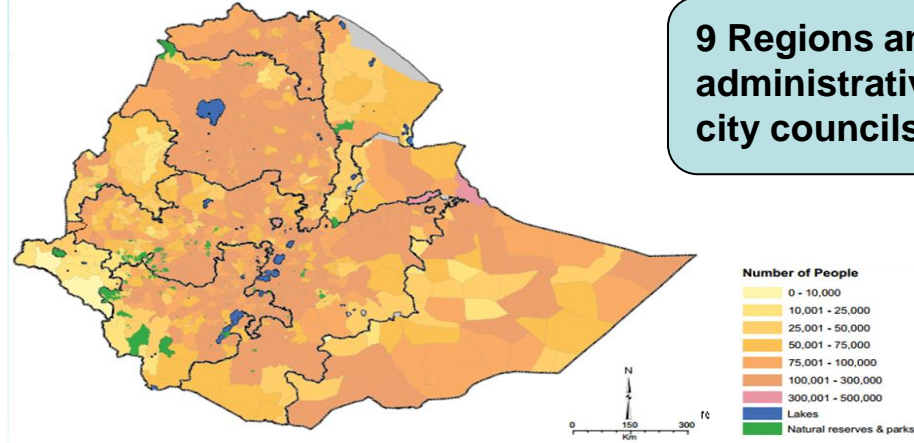 9 Regions an
administrativ
city councils
Number of People
0 - 10,000
10,001 - 25,000
25,001 - 50,000
50,001 - 75,000
75,001 - 100,000
100,001 - 300,000
300,001 - 500,000
Lakes
Natural reserves & parks
N
0 150 300
Km